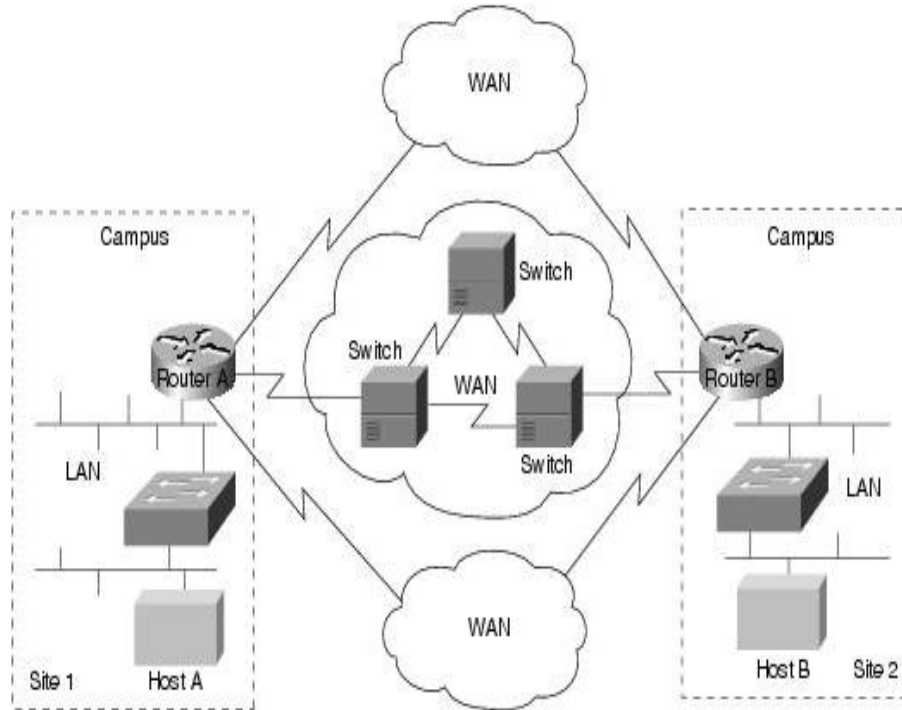 WAN
Campus
Campus
Switch
Switch
Router A
WAN
Router B
LAN
Switch
LAN
WAN
Site 1
Host A
Host B
Site 2